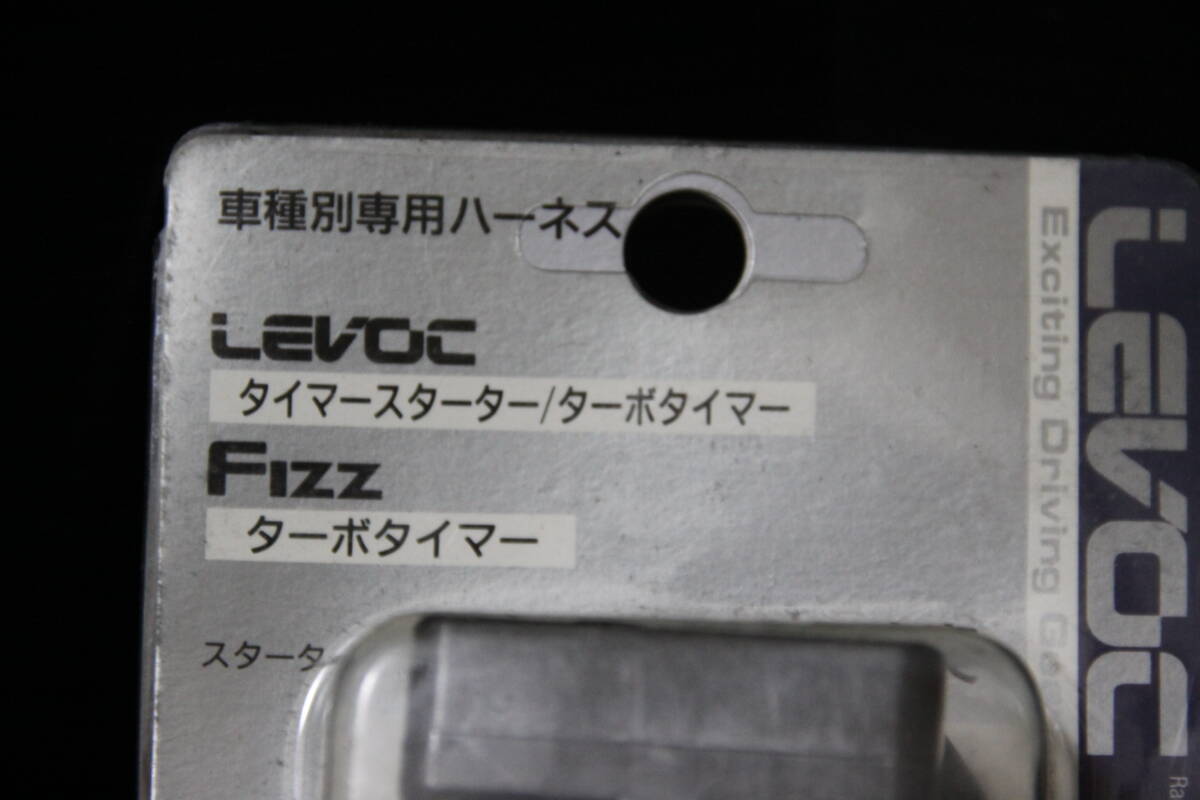 車種別専用ハーネス
LEVOC
タイマースターター/ターボタイマー
FIZZ
ターボタイマー
スタータ
Exciting Driving
LEVOC